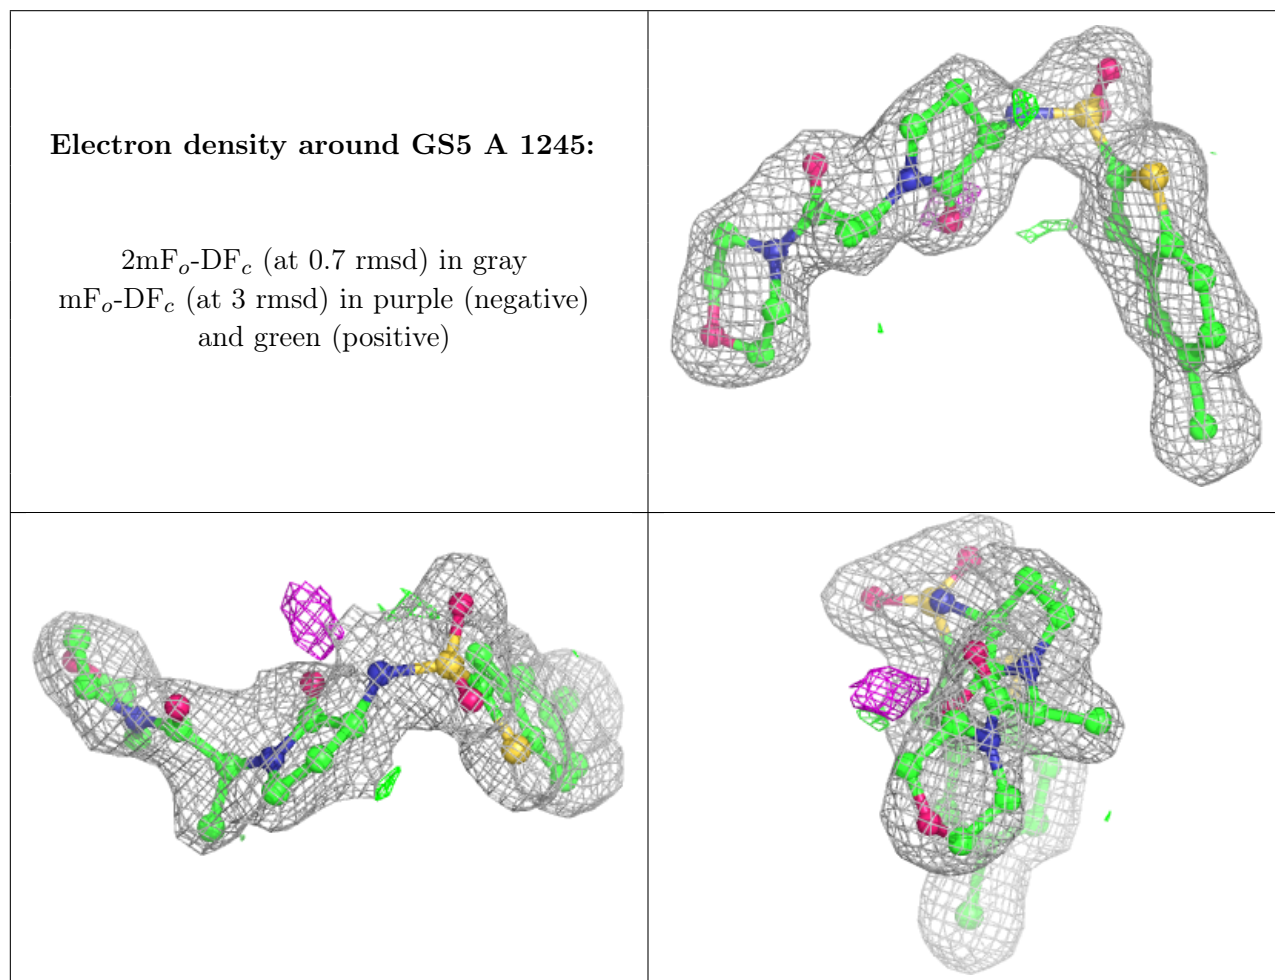 Electron density around GS5 A 1245:
2mFo-DFc (at 0.7 rmsd) in gray
mFo-DFc (at 3 rmsd) in purple (negative)
and green (positive)